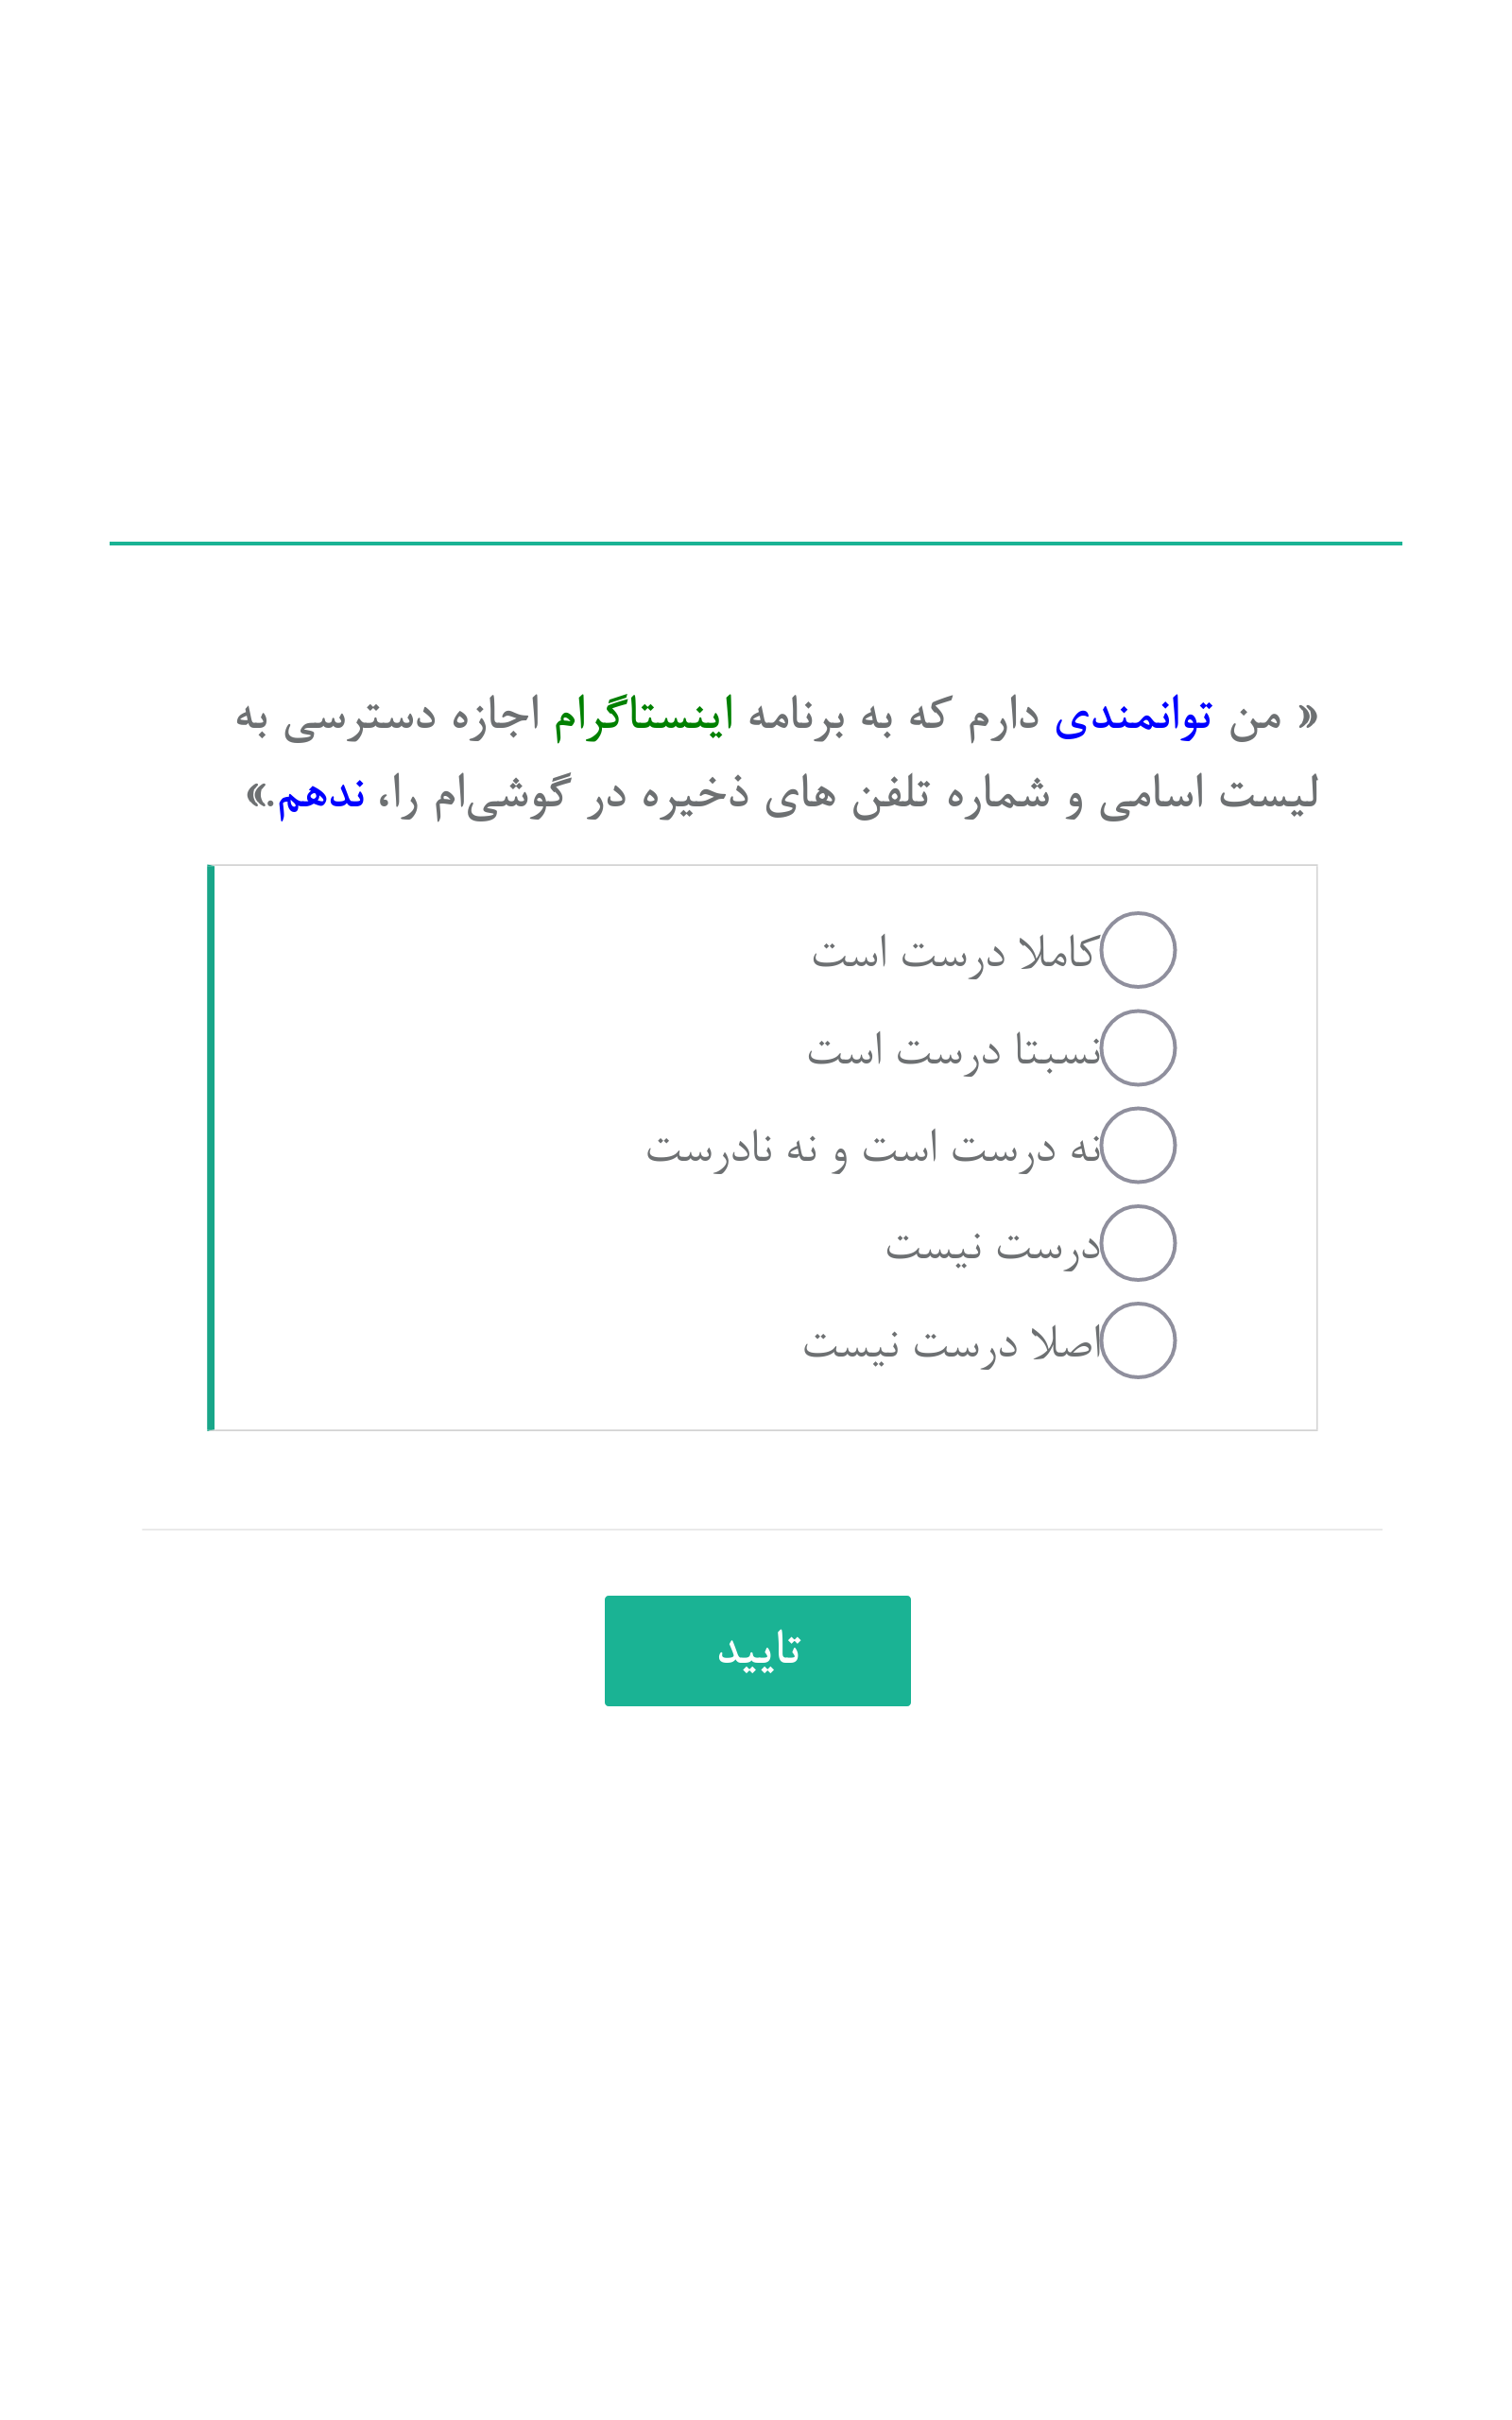 « من توانمندی دارم که به برنامه اینستاگرام اجازه دسترسی به
لیست اسامی و شماره تلفن های ذخیره در گوشی‌ام را، ندهم.»
کاملا درست است
نسبتا درست است
نه درست است و نه نادرست
درست نیست
اصلا درست نیست
تایید